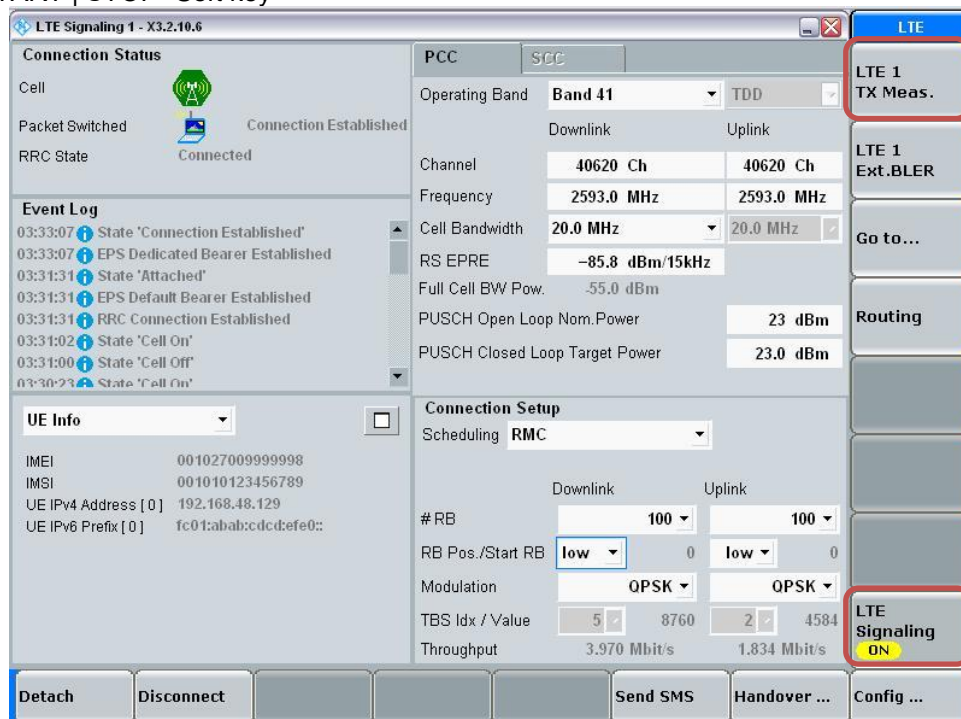 LTE Signaling 1 - X3.2.10.6
LTE
Connection Status
Cell
Packet Switched Connection Established
RRC State Connected
Event Log
03:33:07 State 'Connection Established'
03:33:07 EPS Dedicated Bearer Established
03:31:31 State 'Attached'
03:31:31 EPS Default Bearer Established
03:31:31 RRC Connection Established
03:31:02 State 'Cell On'
03:31:00 State 'Cell Off'
03:30:23 State 'Cell On'
UE Info
IMEI 001027009999998
IMSI 001010123456789
UE IPv4 Address [ 0 ] 192.168.48.129
UE IPv6 Prefix [ 0 ] fc01:abab:cdcd:efe0::
PCC SCC
Operating Band Band 41 TDD
Downlink Uplink
Channel 40620 Ch 40620 Ch
Frequency 2593.0 MHz 2593.0 MHz
Cell Bandwidth 20.0 MHz 20.0 MHz
RS EPRE -85.8 dBm/15kHz
Full Cell BW Pow. -55.0 dBm
PUSCH Open Loop Nom.Power 23 dBm
PUSCH Closed Loop Target Power 23.0 dBm
Connection Setup
Scheduling RMC
Downlink Uplink
# RB 100 100
RB Pos./Start RB low 0 low 0
Modulation QPSK QPSK
TBS Idx / Value 5 8760 2 4584
Throughput 3.970 Mbit/s 1.834 Mbit/s
LTE 1
TX Meas.
LTE 1
Ext.BLER
Go to...
Routing
LTE
Signaling
ON
Detach Disconnect Send SMS Handover ... Config ...